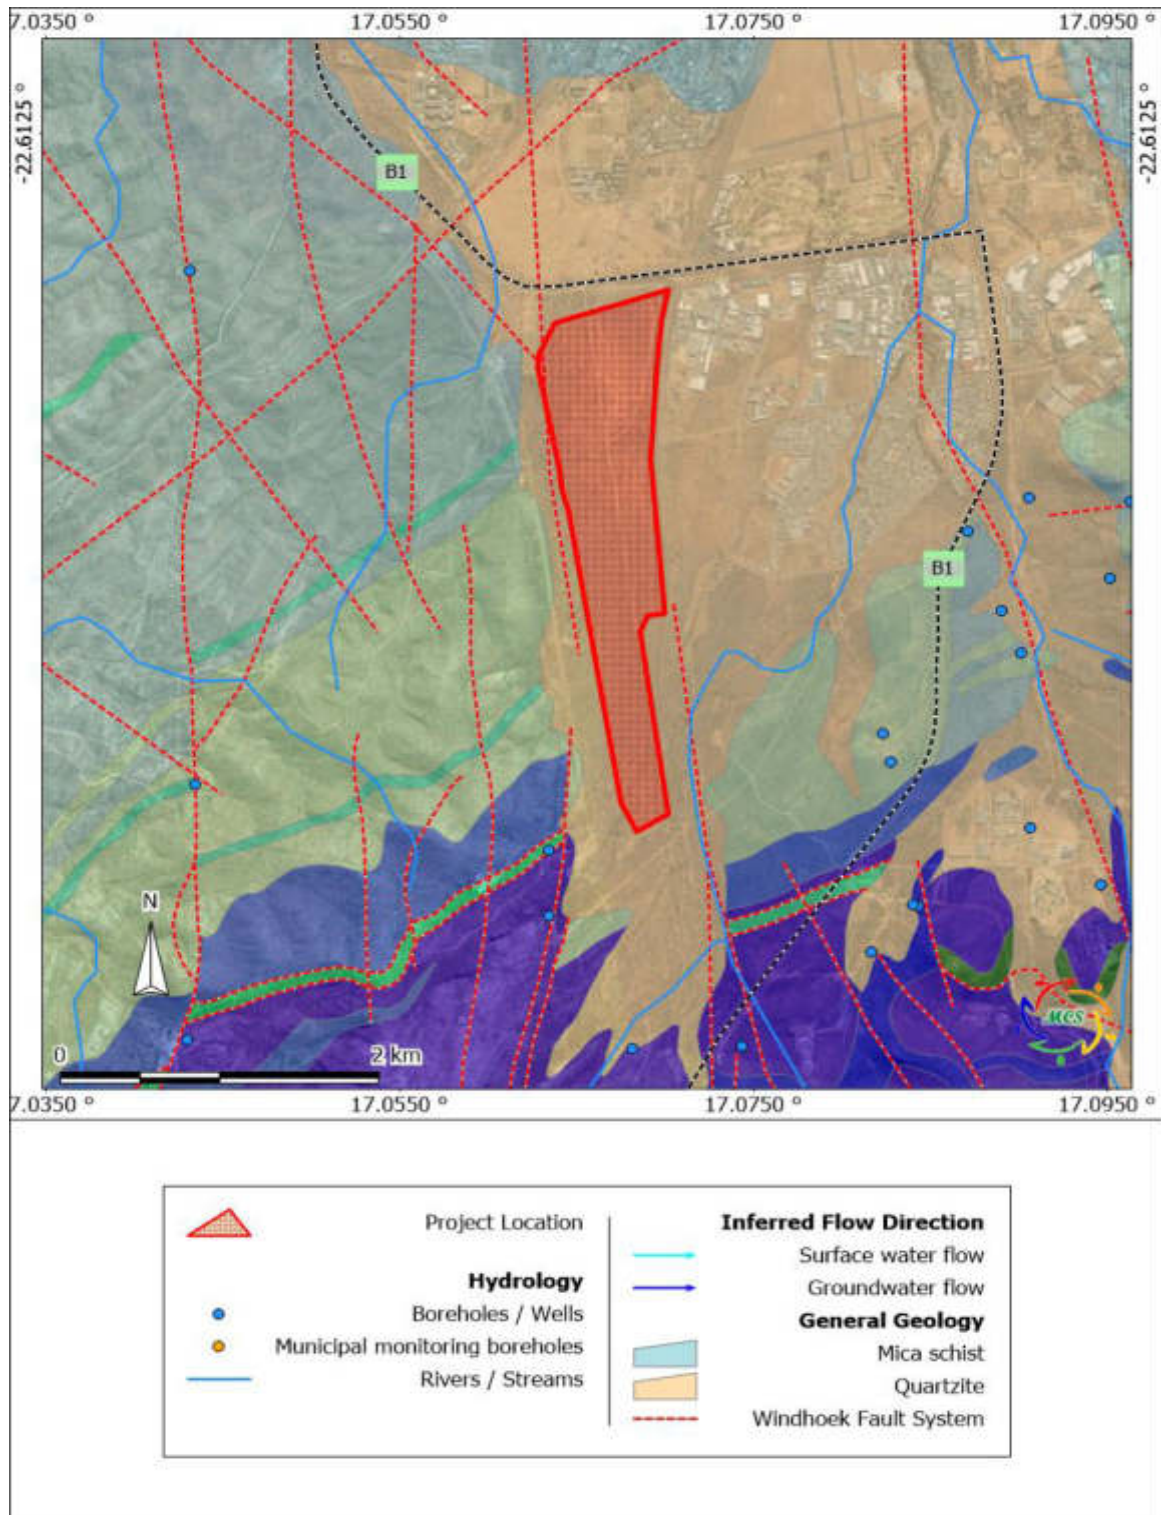 7.0350 °
17.0550 °
17.0750 °
17.0950 °
-22.6125 °
-22.6125 °
B1
B1
N
0
2 km
MCS
7.0350 °
17.0550 °
17.0750 °
17.0950 °
Project Location
Hydrology
Boreholes / Wells
Municipal monitoring boreholes
Rivers / Streams
Inferred Flow Direction
Surface water flow
Groundwater flow
General Geology
Mica schist
Quartzite
Windhoek Fault System